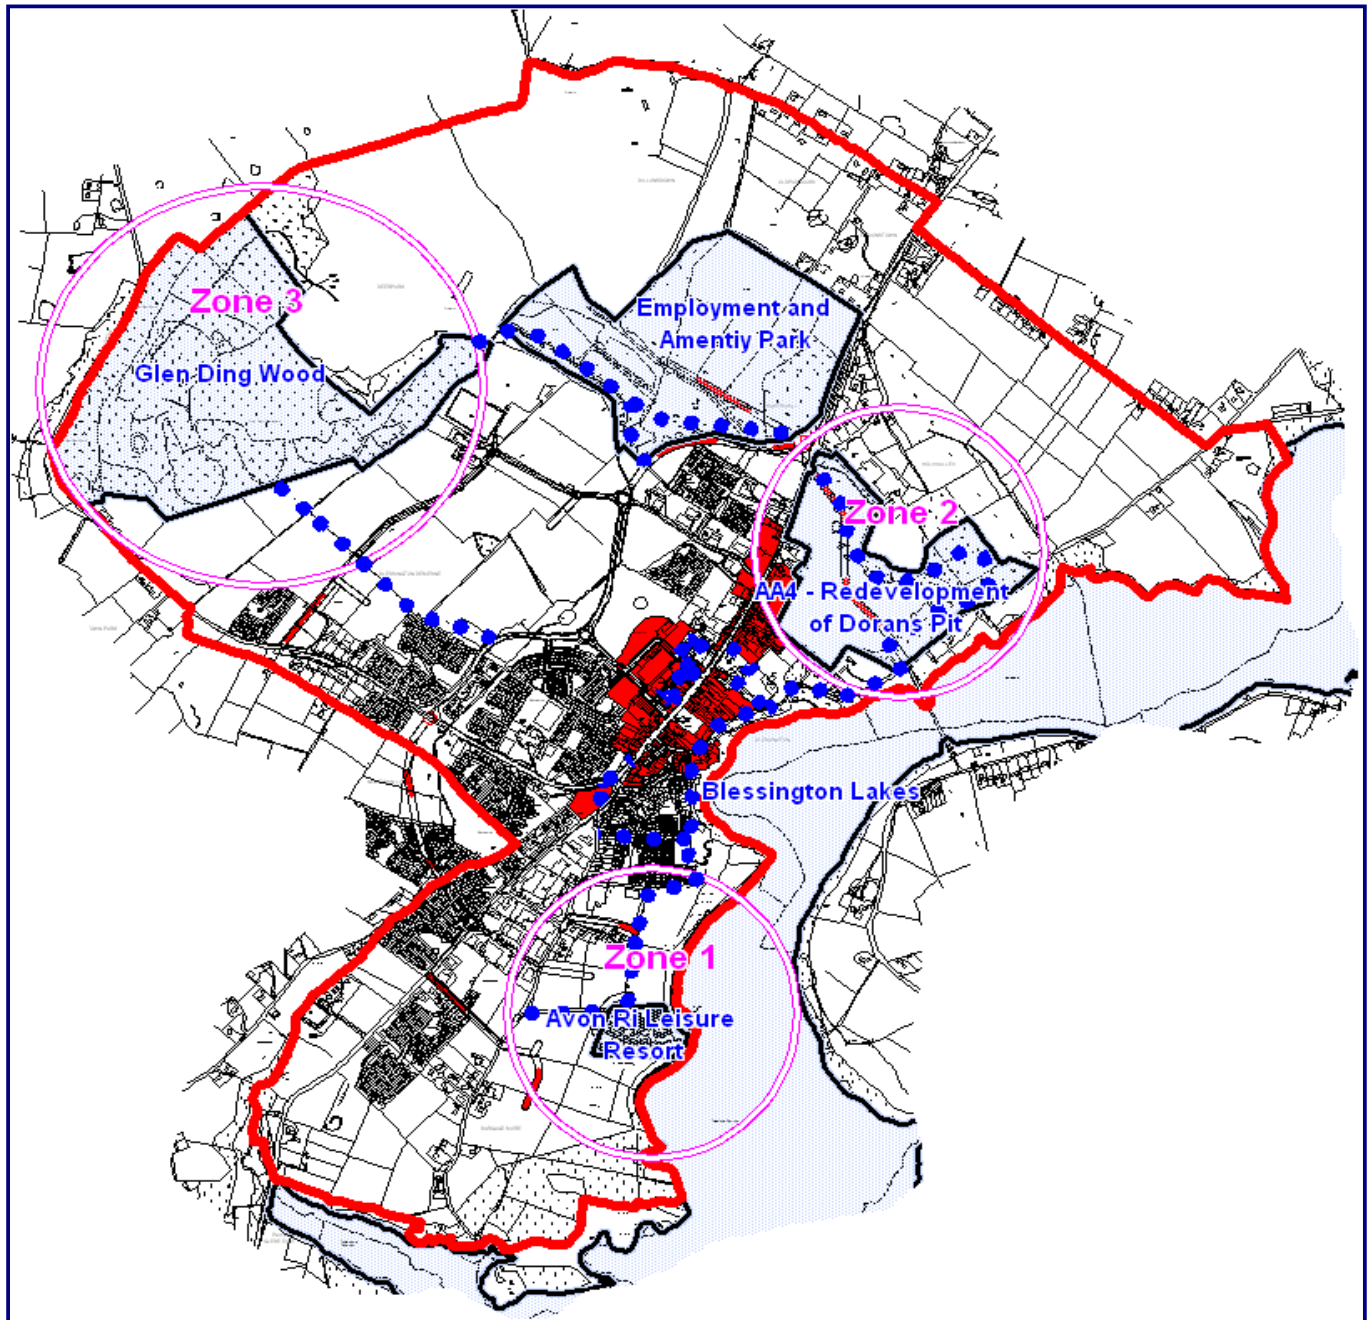 Zone 3
Glen Ding Wood
Employment and
Amentiy Park
Zone 2
AA4 - Redevelopment
of Dorans Pit
Blessington Lakes
Zone 1
Avon Ri Leisure
Resort